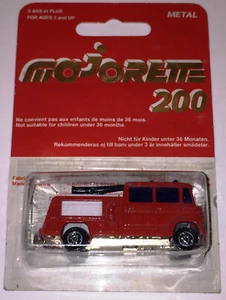 3 ANS et PLUS
FOR AGES 3 and UP
METAL
MAJORETTE
200
Ne convient pas aux enfants de moins de 36 mois.
Not suitable for children under 36 months.
Nicht für Kinder unter 36 Monaten.
Rekommenderas ej till barn under 3 år innehåller smådelar.
Made